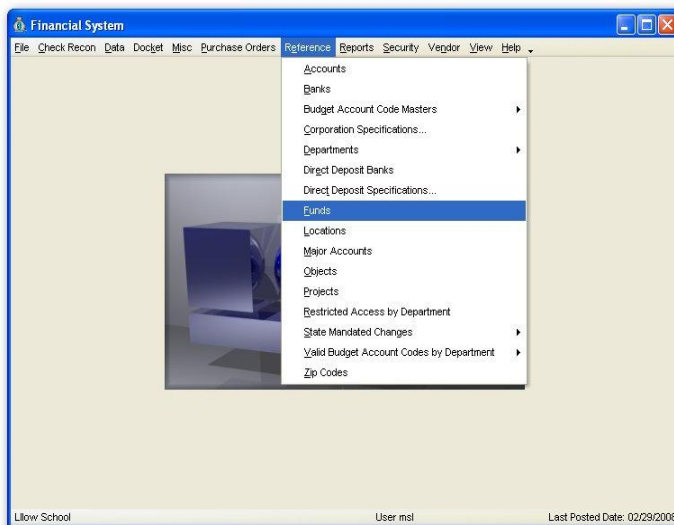 Financial System
File Check Recon Data Docket Misc Purchase Orders Reference Reports Security Vendor View Help
Accounts
Banks
Budget Account Code Masters
Corporation Specifications...
Departments
Direct Deposit Banks
Direct Deposit Specifications...
Funds
Locations
Major Accounts
Objects
Projects
Restricted Access by Department
State Mandated Changes
Valid Budget Account Codes by Department
Zip Codes
Lllow School User msl Last Posted Date: 02/29/2008